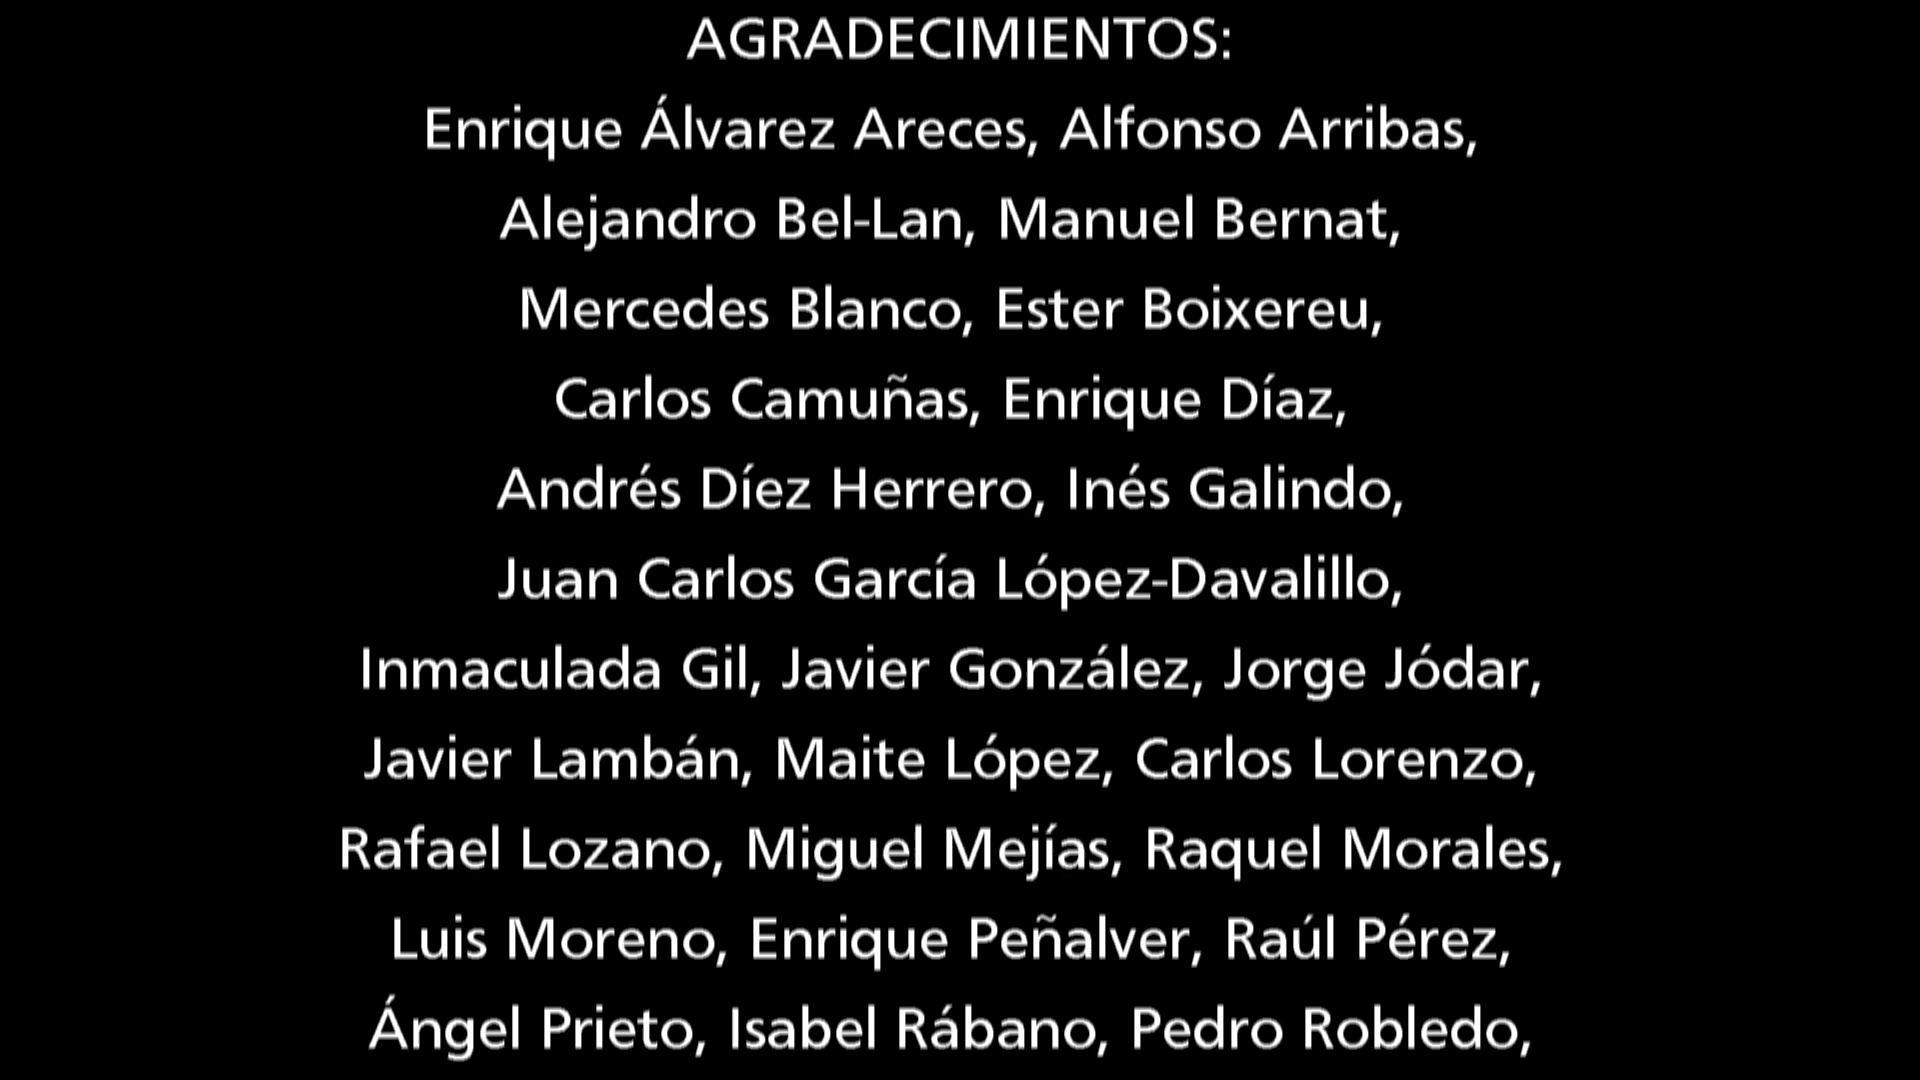 AGRADECIMIENTOS:
Enrique Álvarez Areces, Alfonso Arribas,
Alejandro Bel-Lan, Manuel Bernat,
Mercedes Blanco, Ester Boixereu,
Carlos Camuñas, Enrique Díaz,
Andrés Díez Herrero, Inés Galindo,
Juan Carlos García López-Davalillo,
Inmaculada Gil, Javier González, Jorge Jódar,
Javier Lambán, Maite López, Carlos Lorenzo,
Rafael Lozano, Miguel Mejías, Raquel Morales,
Luis Moreno, Enrique Peñalver, Raúl Pérez,
Ángel Prieto, Isabel Rábano, Pedro Robledo,